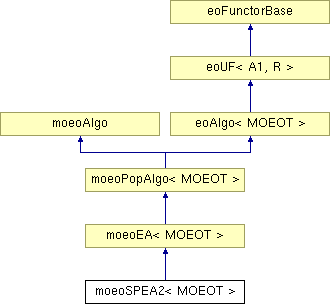 eoFunctorBase
eoUF< A1, R >
moeoAlgo
eoAlgo< MOEOT >
moeoPopAlgo< MOEOT >
moeoEA< MOEOT >
moeoSPEA2< MOEOT >